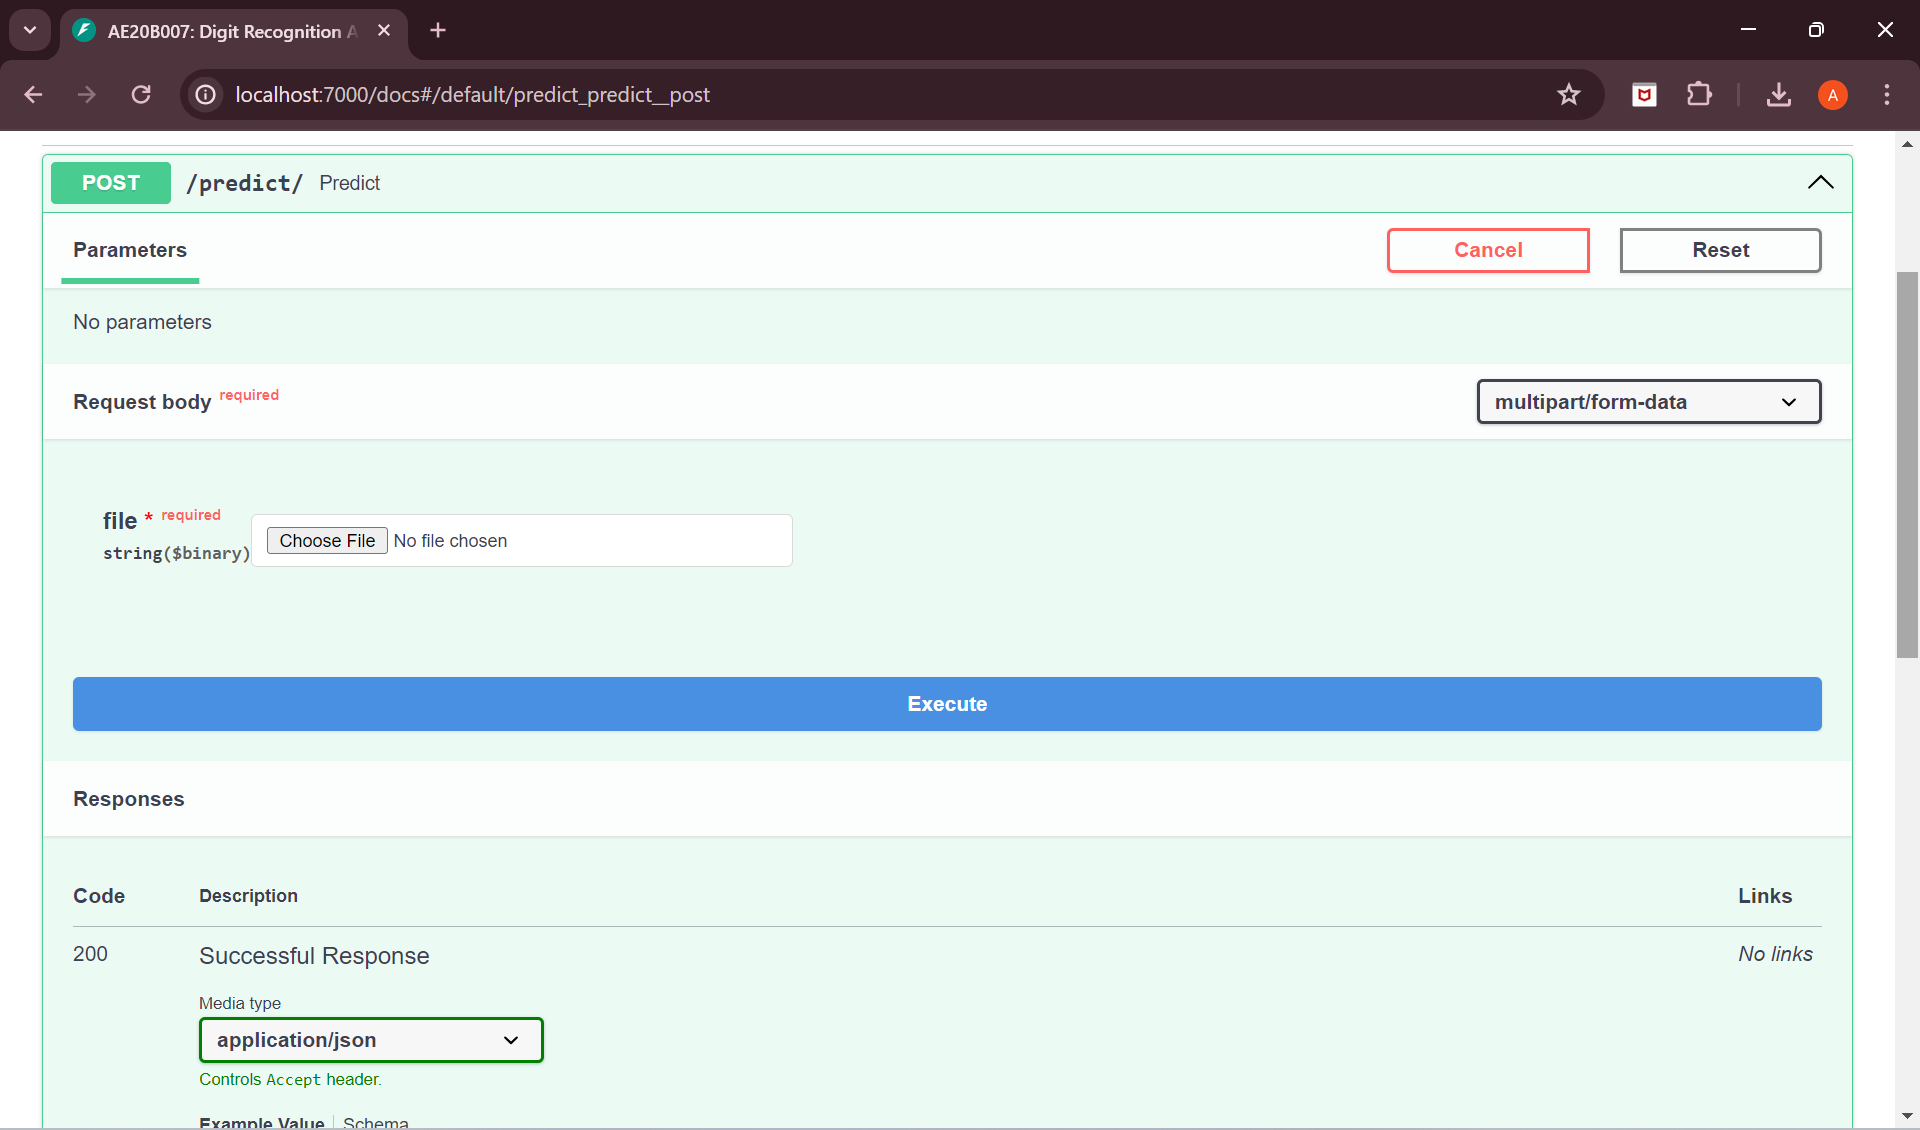 AE20B007: Digit Recognition A
localhost:7000/docs#/default/predict_predict__post
A
POST /predict/ Predict
Parameters
Cancel
Reset
No parameters
Request body required
multipart/form-data
file * required
string($binary)
Choose File No file chosen
Execute
Responses
Code Description Links
200 Successful Response No links
Media type
application/json
Controls Accept header.
Example Value Schema